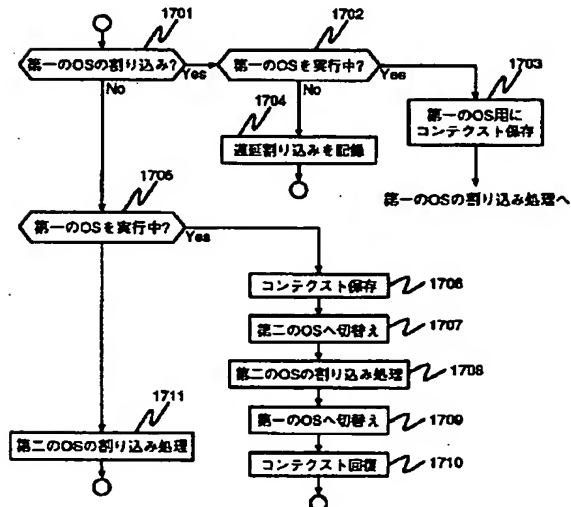 1701
第一のOSの割り込み?
Yes
No
1702
第一のOSを実行中?
Yes
No
1703
第一のOS用に
コンテクスト保存
第一のOSの割り込み処理へ
1704
遅延割り込みを記録
1705
第一のOSを実行中?
Yes
コンテクスト保存
1706
第二のOSへ切替え
1707
第二のOSの割り込み処理
1708
第一のOSへ切替え
1709
コンテクスト回復
1710
1711
第二のOSの割り込み処理